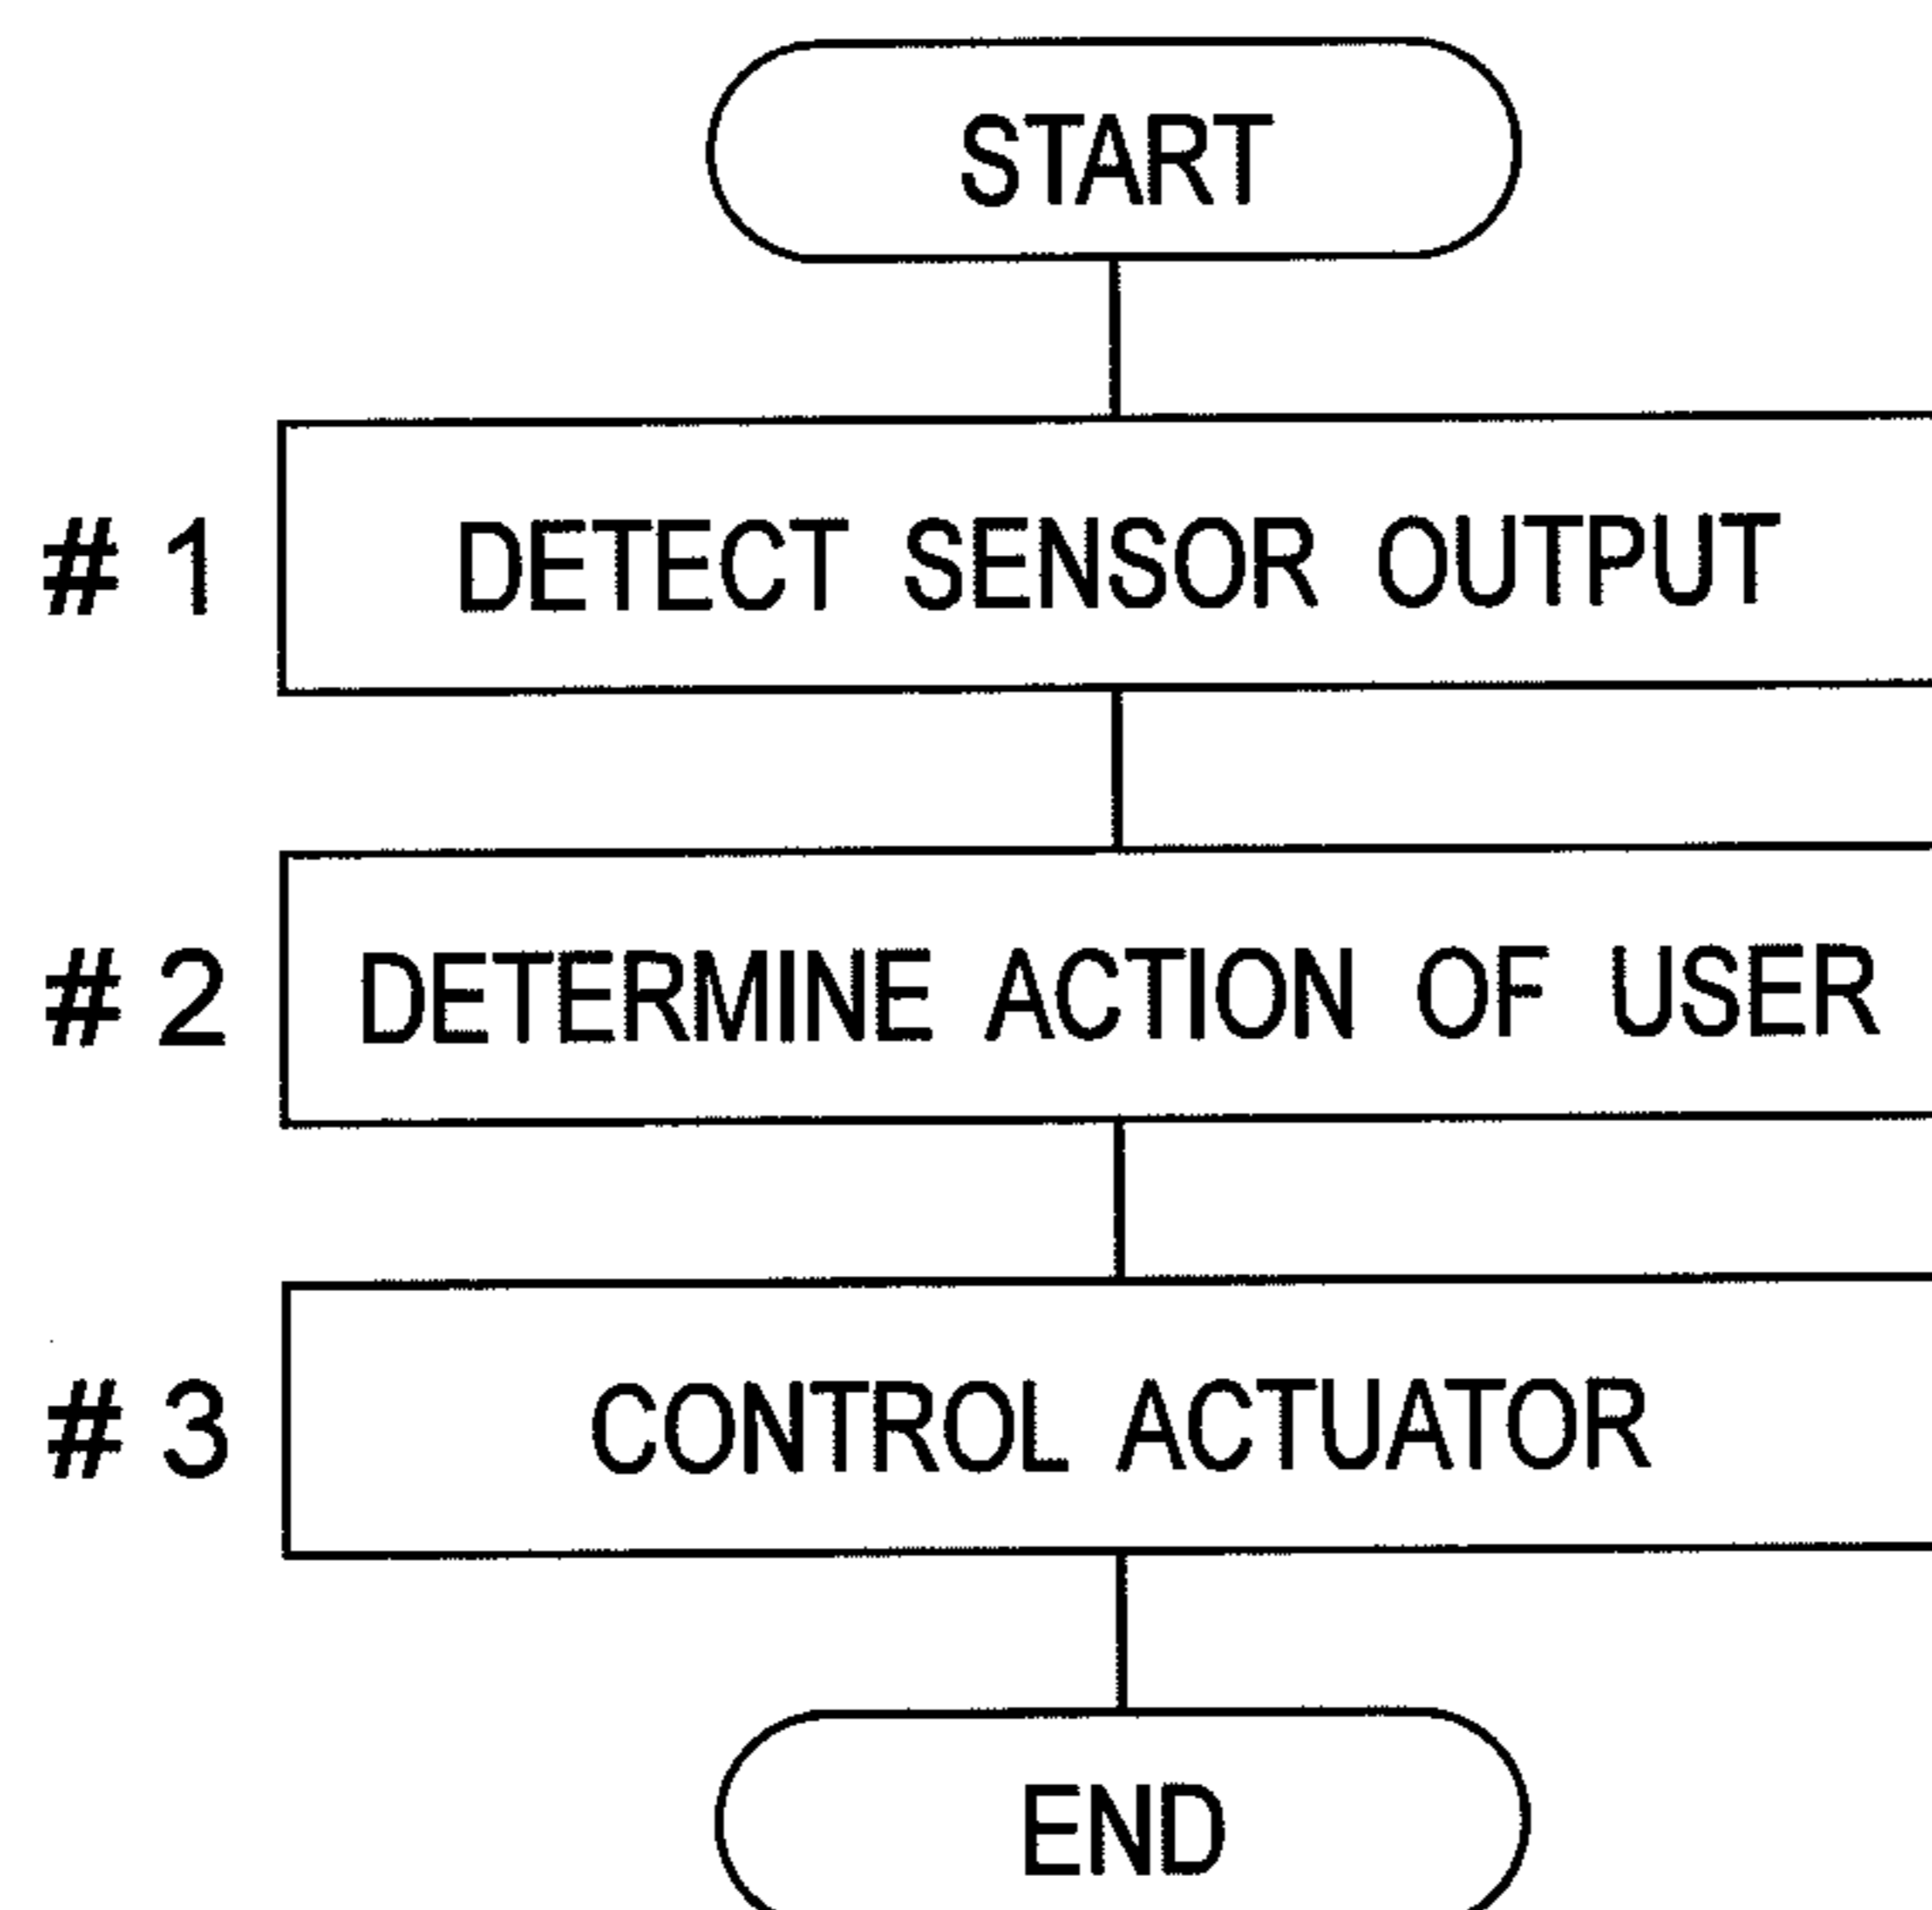 START
# 1 DETECT SENSOR OUTPUT
# 2 DETERMINE ACTION OF USER
# 3 CONTROL ACTUATOR
END